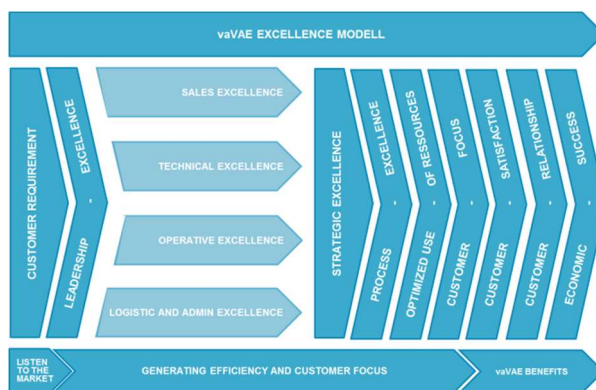 vaVAE EXCELLENCE MODELL
CUSTOMER REQUIREMENT
LEADERSHIP - EXCELLENCE
SALES EXCELLENCE
TECHNICAL EXCELLENCE
OPERATIVE EXCELLENCE
LOGISTIC AND ADMIN EXCELLENCE
STRATEGIC EXCELLENCE
PROCESS - EXCELLENCE
OPTIMIZED USE - OF RESSOURCES
CUSTOMER - FOCUS
CUSTOMER - SATISFACTION
CUSTOMER - RELATIONSHIP
ECONOMIC - SUCCESS
LISTEN
TO THE
MARKET
GENERATING EFFICIENCY AND CUSTOMER FOCUS
vaVAE BENEFITS